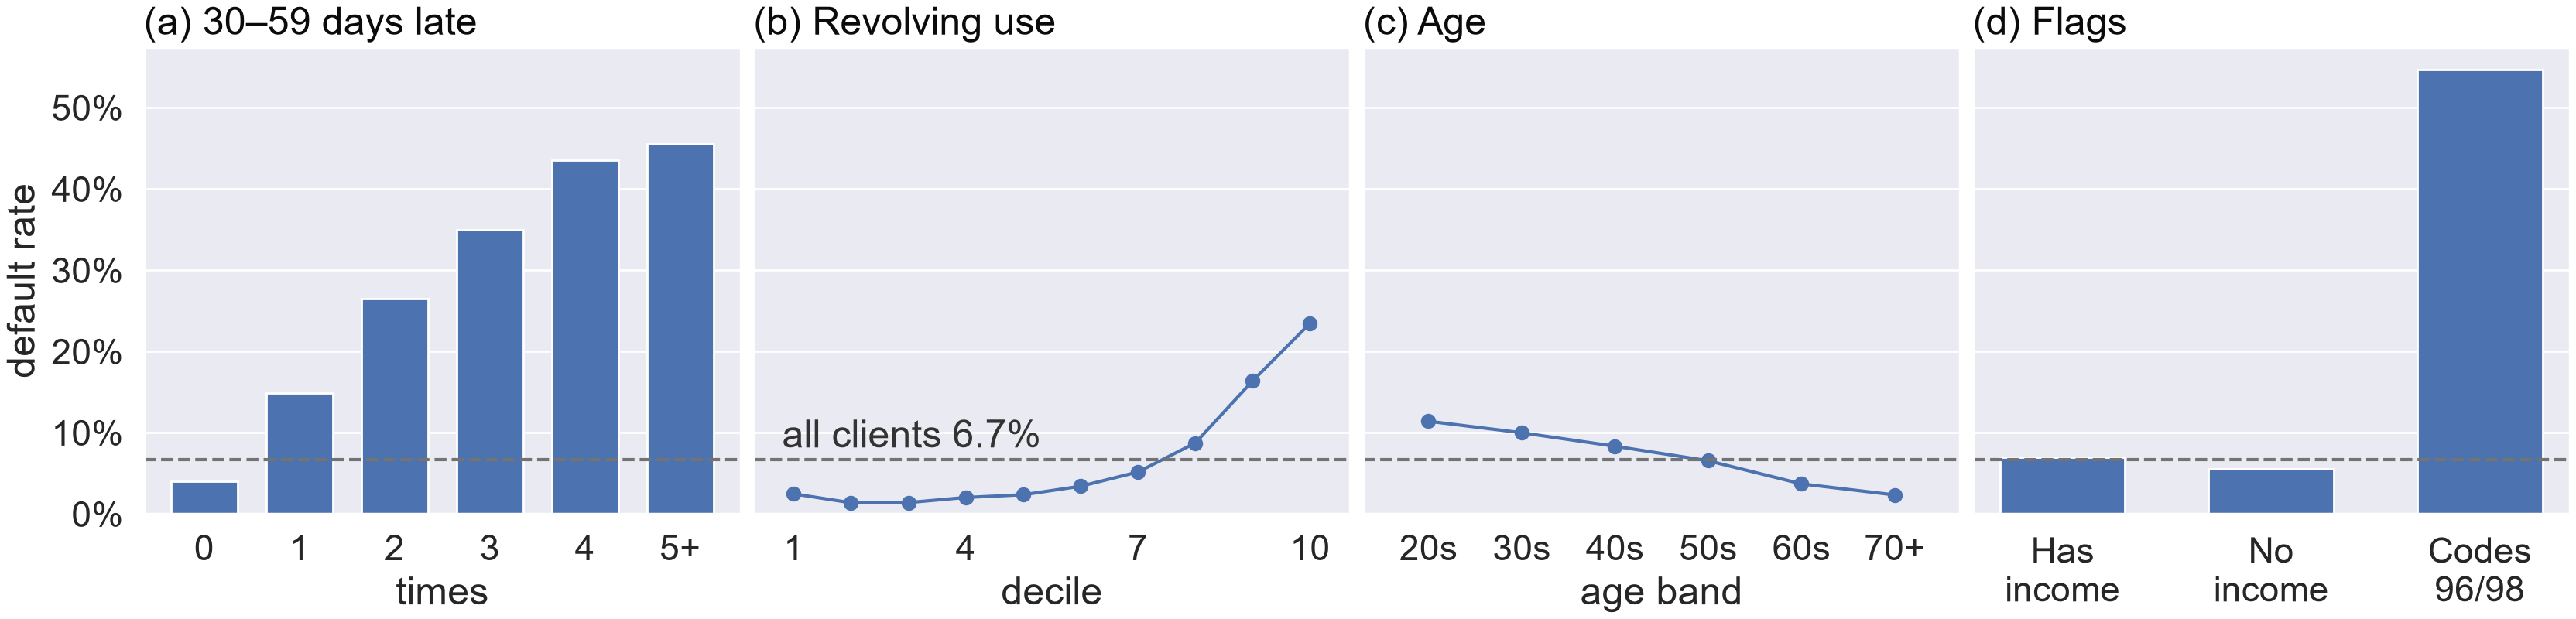 (a) 30–59 days late
(b) Revolving use
(c) Age
(d) Flags
default rate
50%
40%
30%
20%
10%
0%
all clients 6.7%
0 1 2 3 4 5+
times
1 4 7 10
decile
20s 30s 40s 50s 60s 70+
age band
Has
income
No
income
Codes
96/98